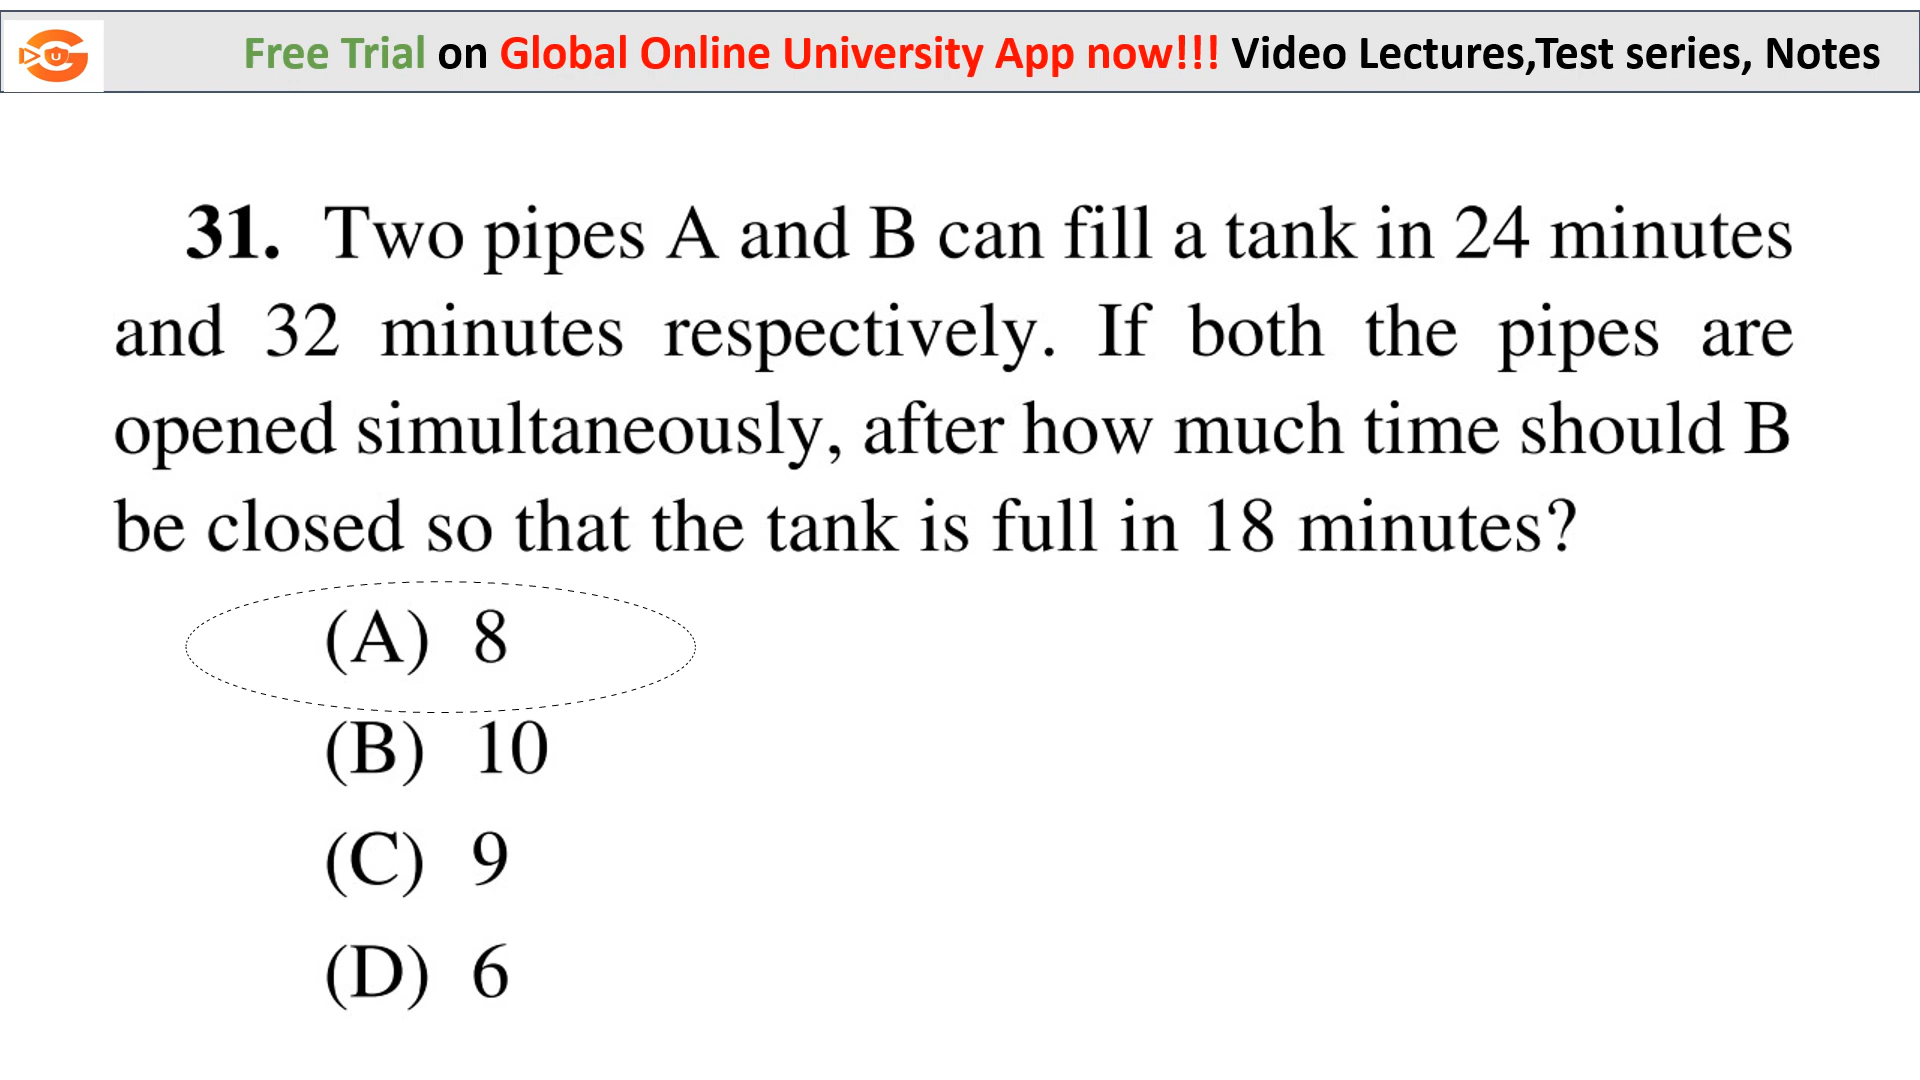 Free Trial on Global Online University App now!!! Video Lectures,Test series, Notes
31. Two pipes A and B can fill a tank in 24 minutes
and 32 minutes respectively. If both the pipes are
opened simultaneously, after how much time should B
be closed so that the tank is full in 18 minutes?
(A) 8
(B) 10
(C) 9
(D) 6